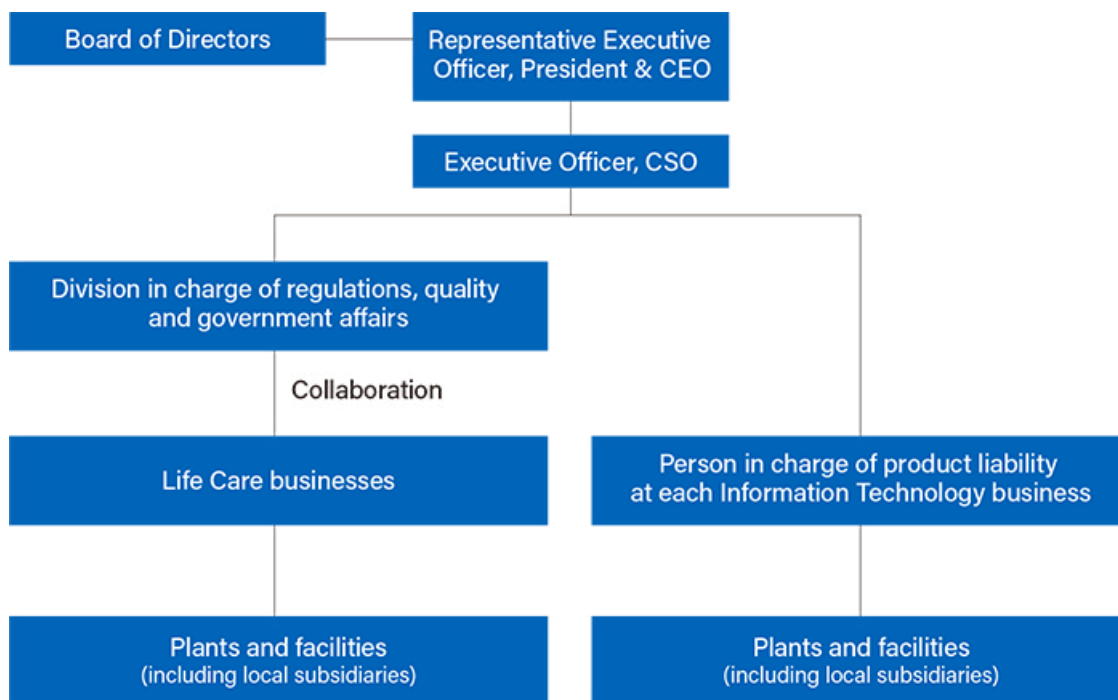 Board of Directors
Representative Executive
Officer, President & CEO
Executive Officer, CSO
Division in charge of regulations, quality
and government affairs
Collaboration
Life Care businesses
Person in charge of product liability
at each Information Technology business
Plants and facilities
(including local subsidiaries)
Plants and facilities
(including local subsidiaries)